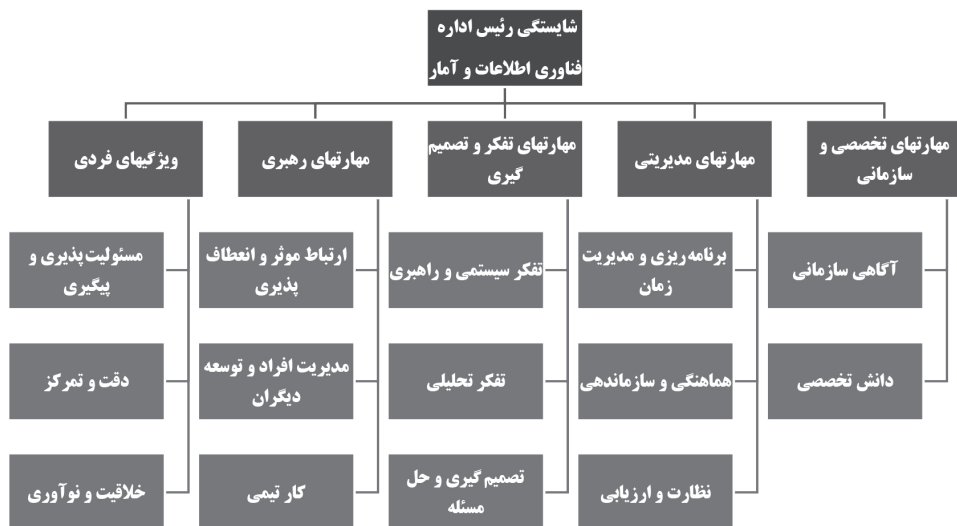 شایستگی رئیس اداره
فناوری اطلاعات و آمار
مهارتهای تخصصی و
سازمانی
مهارتهای مدیریتی
مهارتهای تفکر و تصمیم
گیری
مهارتهای رهبری
ویژگیهای فردی
آگاهی سازمانی
برنامه ریزی و مدیریت
زمان
تفکر سیستمی و راهبری
ارتباط موثر و انعطاف
پذیری
مسئولیت‌پذیری و
پیگیری
دانش تخصصی
هماهنگی و سازماندهی
تفکر تحلیلی
مدیریت افراد و توسعه
دیگران
دقت و تمرکز
نظارت و ارزیابی
تصمیم گیری و حل
مسئله
کار تیمی
خلاقیت و نوآوری